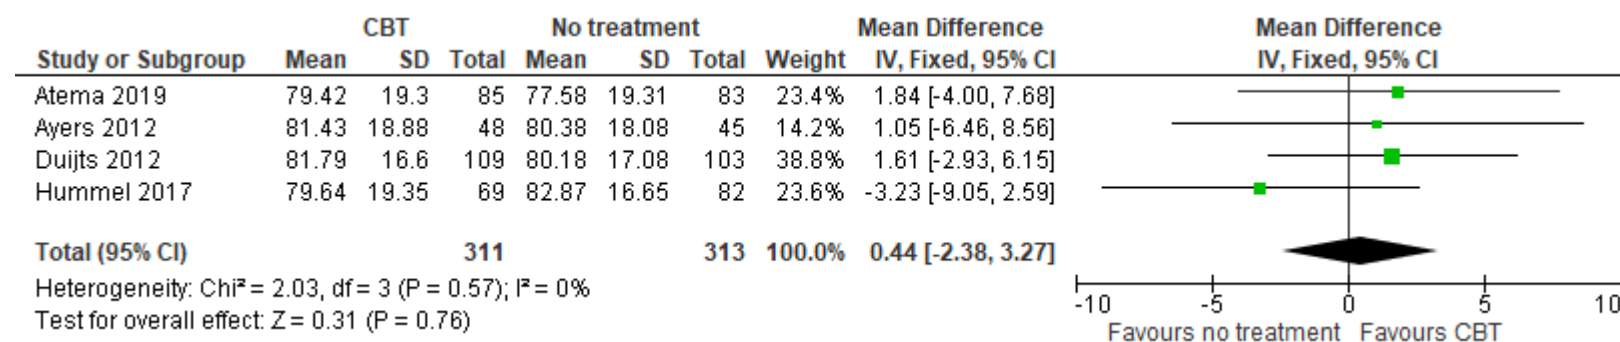 CBT No treatment Mean Difference Mean Difference
Study or Subgroup Mean SD Total Mean SD Total Weight IV, Fixed, 95% CI IV, Fixed, 95% CI
Atema 2019 79.42 19.3 85 77.58 19.31 83 23.4% 1.84 [-4.00, 7.68]
Ayers 2012 81.43 18.88 48 80.38 18.08 45 14.2% 1.05 [-6.46, 8.56]
Duijts 2012 81.79 16.6 109 80.18 17.08 103 38.8% 1.61 [-2.93, 6.15]
Hummel 2017 79.64 19.35 69 82.87 16.65 82 23.6% -3.23 [-9.05, 2.59]
Total (95% CI) 311 313 100.0% 0.44 [-2.38, 3.27]
Heterogeneity: Chi² = 2.03, df = 3 (P = 0.57); I² = 0%
Test for overall effect: Z = 0.31 (P = 0.76)
-10 -5 0 5 10
Favours no treatment Favours CBT